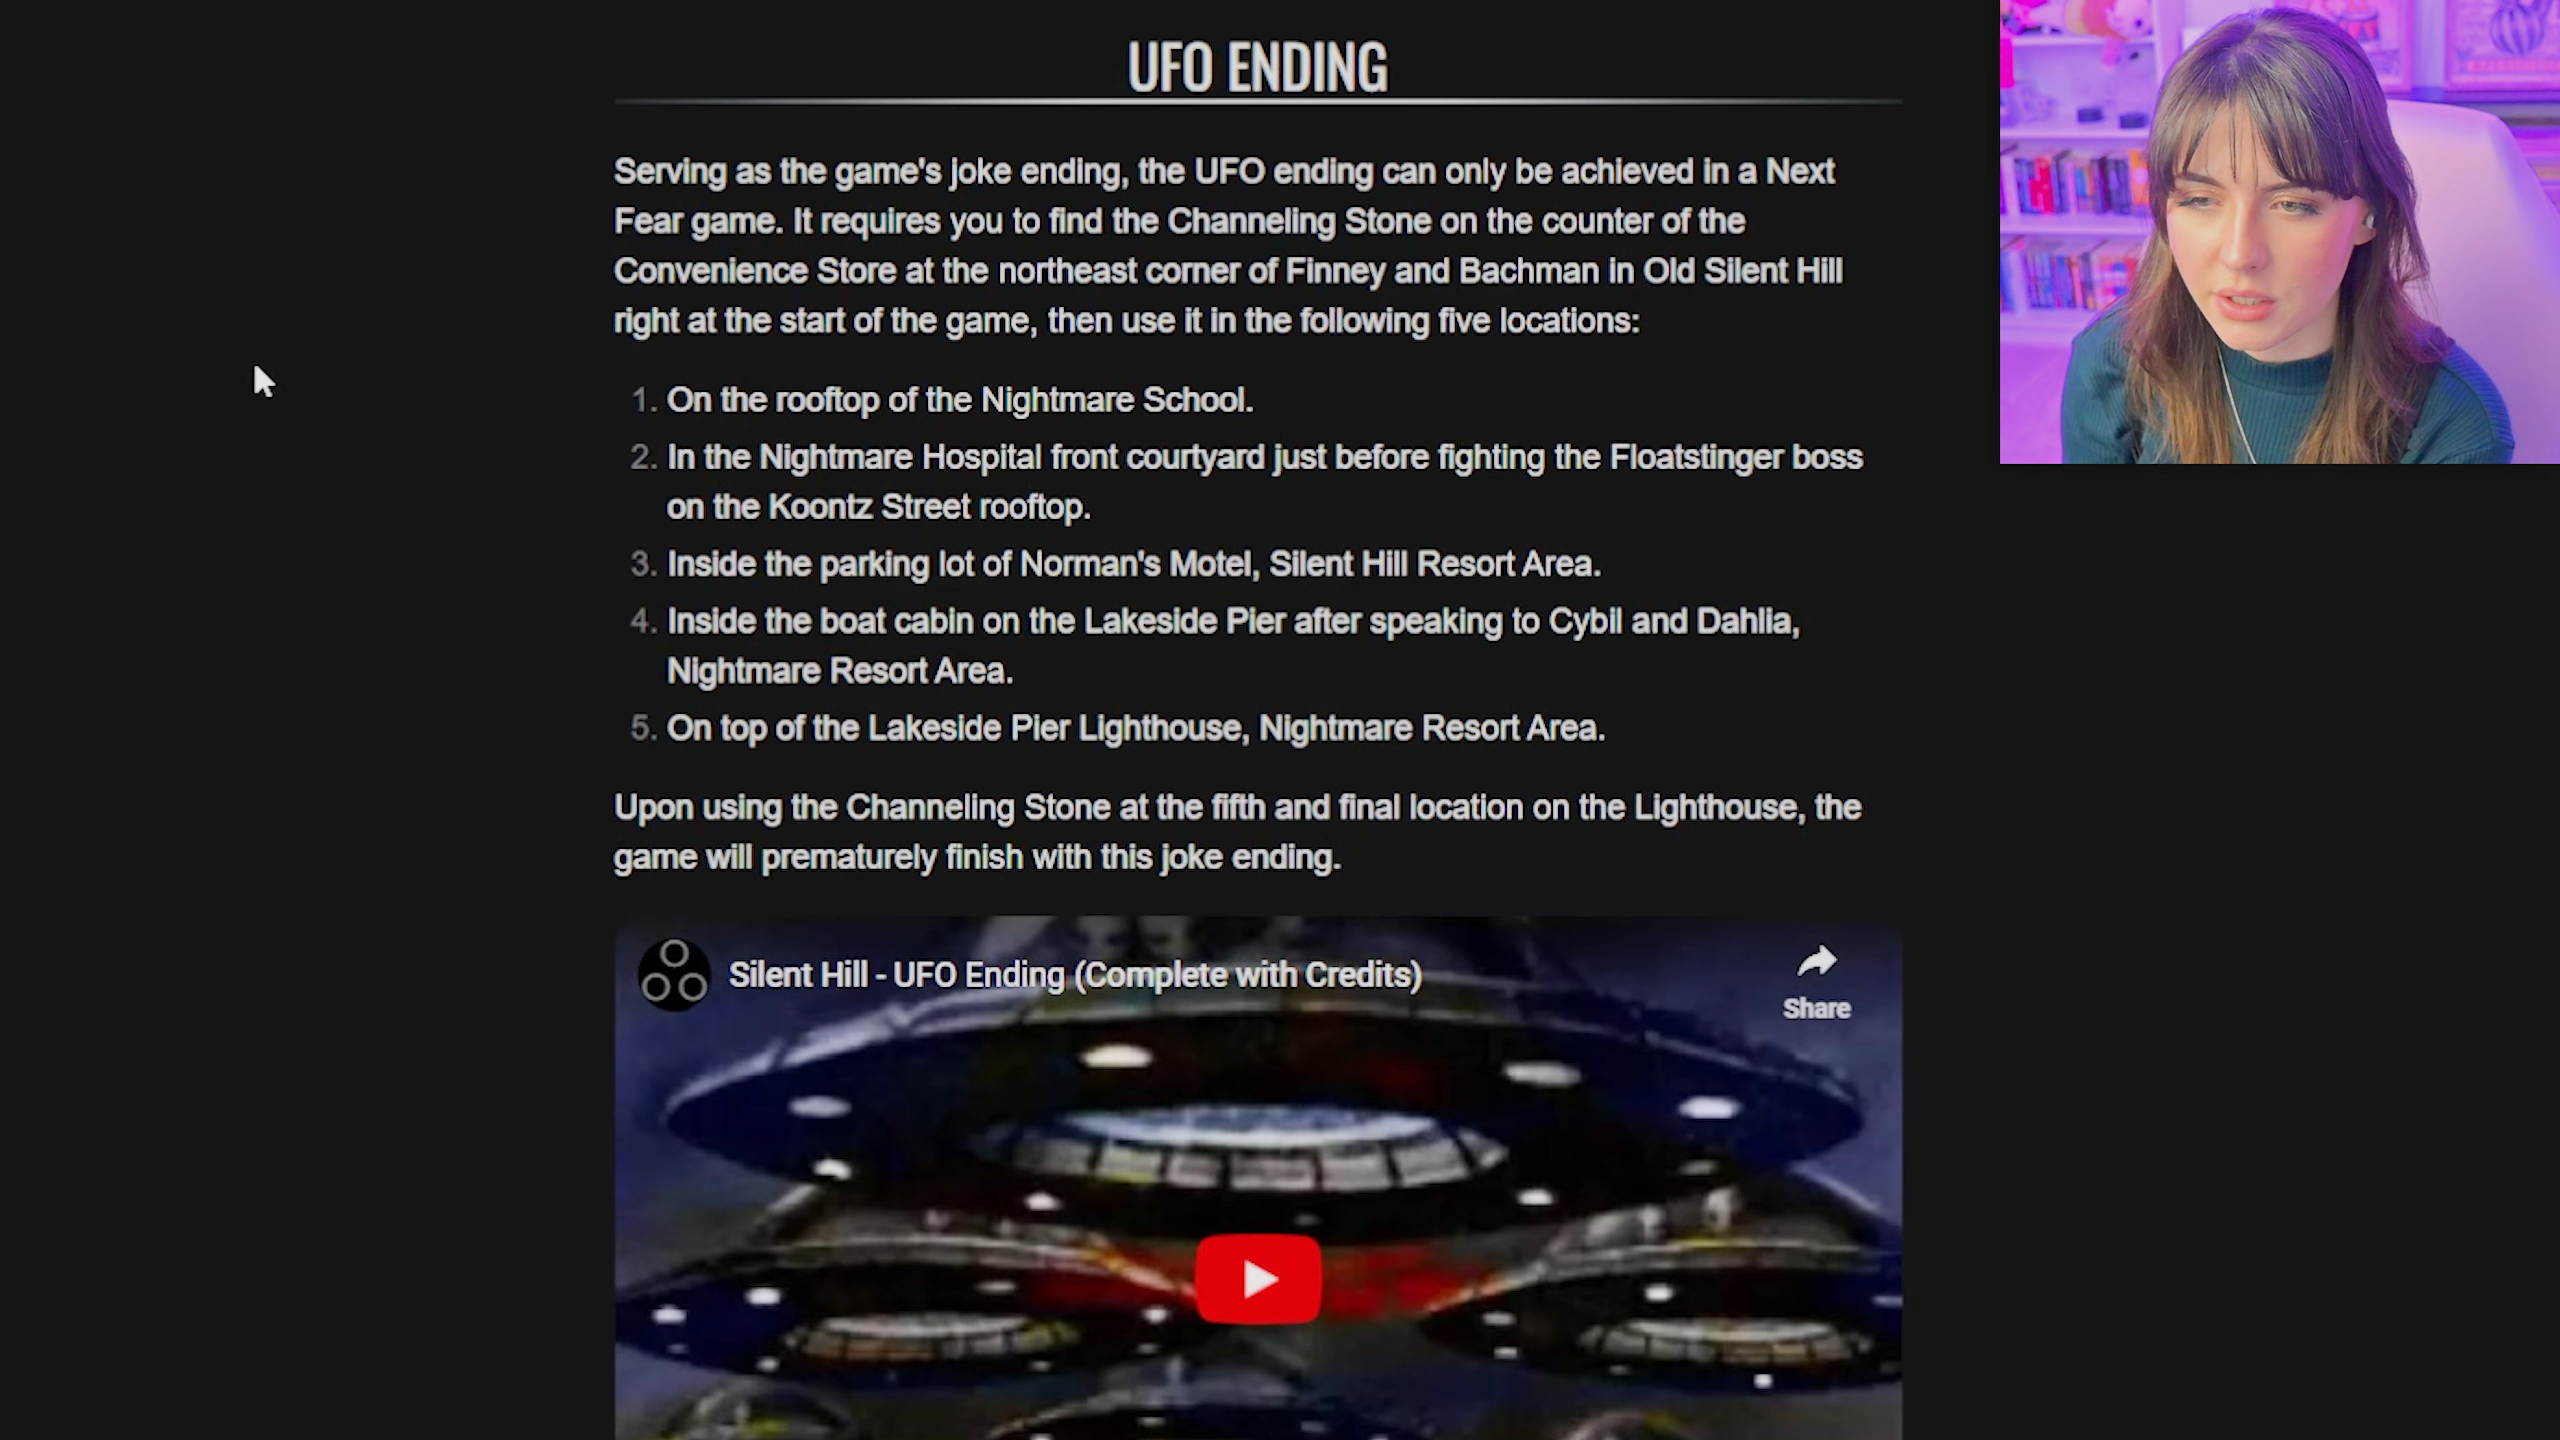 UFO ENDING
Serving as the game's joke ending, the UFO ending can only be achieved in a Next
Fear game. It requires you to find the Channeling Stone on the counter of the
Convenience Store at the northeast corner of Finney and Bachman in Old Silent Hill
right at the start of the game, then use it in the following five locations:
1. On the rooftop of the Nightmare School.
2. In the Nightmare Hospital front courtyard just before fighting the Floatstinger boss
on the Koontz Street rooftop.
3. Inside the parking lot of Norman's Motel, Silent Hill Resort Area.
4. Inside the boat cabin on the Lakeside Pier after speaking to Cybil and Dahlia,
Nightmare Resort Area.
5. On top of the Lakeside Pier Lighthouse, Nightmare Resort Area.
Upon using the Channeling Stone at the fifth and final location on the Lighthouse, the
game will prematurely finish with this joke ending.
Silent Hill - UFO Ending (Complete with Credits)
Share